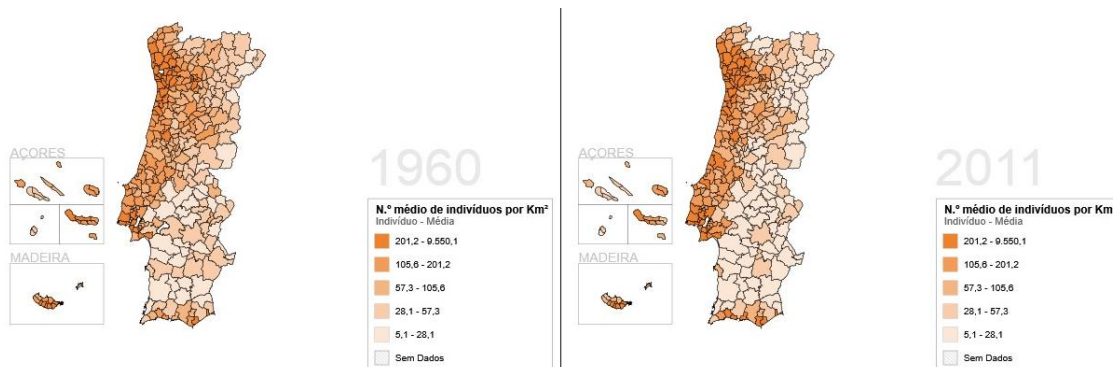 AÇORES
MADEIRA
1960
N.º médio de indivíduos por Km²
Indivíduo - Média
201,2 - 9.550,1
105,6 - 201,2
57,3 - 105,6
28,1 - 57,3
5,1 - 28,1
Sem Dados
AÇORES
MADEIRA
2011
N.º médio de indivíduos por Km
Indivíduo - Média
201,2 - 9.550,1
105,6 - 201,2
57,3 - 105,6
28,1 - 57,3
5,1 - 28,1
Sem Dados